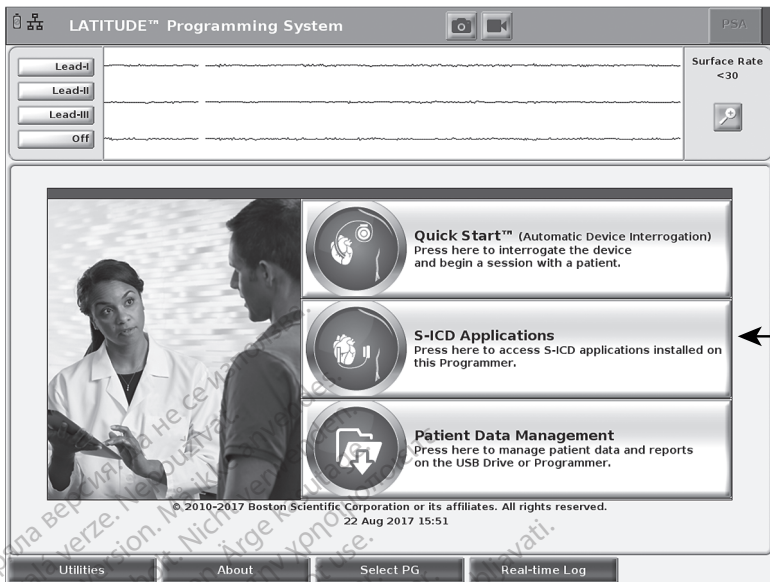 LATITUDE™ Programming System
PSA
Lead-I
Lead-II
Lead-III
Off
Surface Rate
<30
Quick Start™ (Automatic Device Interrogation)
Press here to interrogate the device
and begin a session with a patient.
S-ICD Applications
Press here to access S-ICD applications installed on
this Programmer.
Patient Data Management
Press here to manage patient data and reports
on the USB Drive or Programmer.
© 2010-2017 Boston Scientific Corporation or its affiliates. All rights reserved.
22 Aug 2017 15:51
Utilities
About
Select PG
Real-time Log